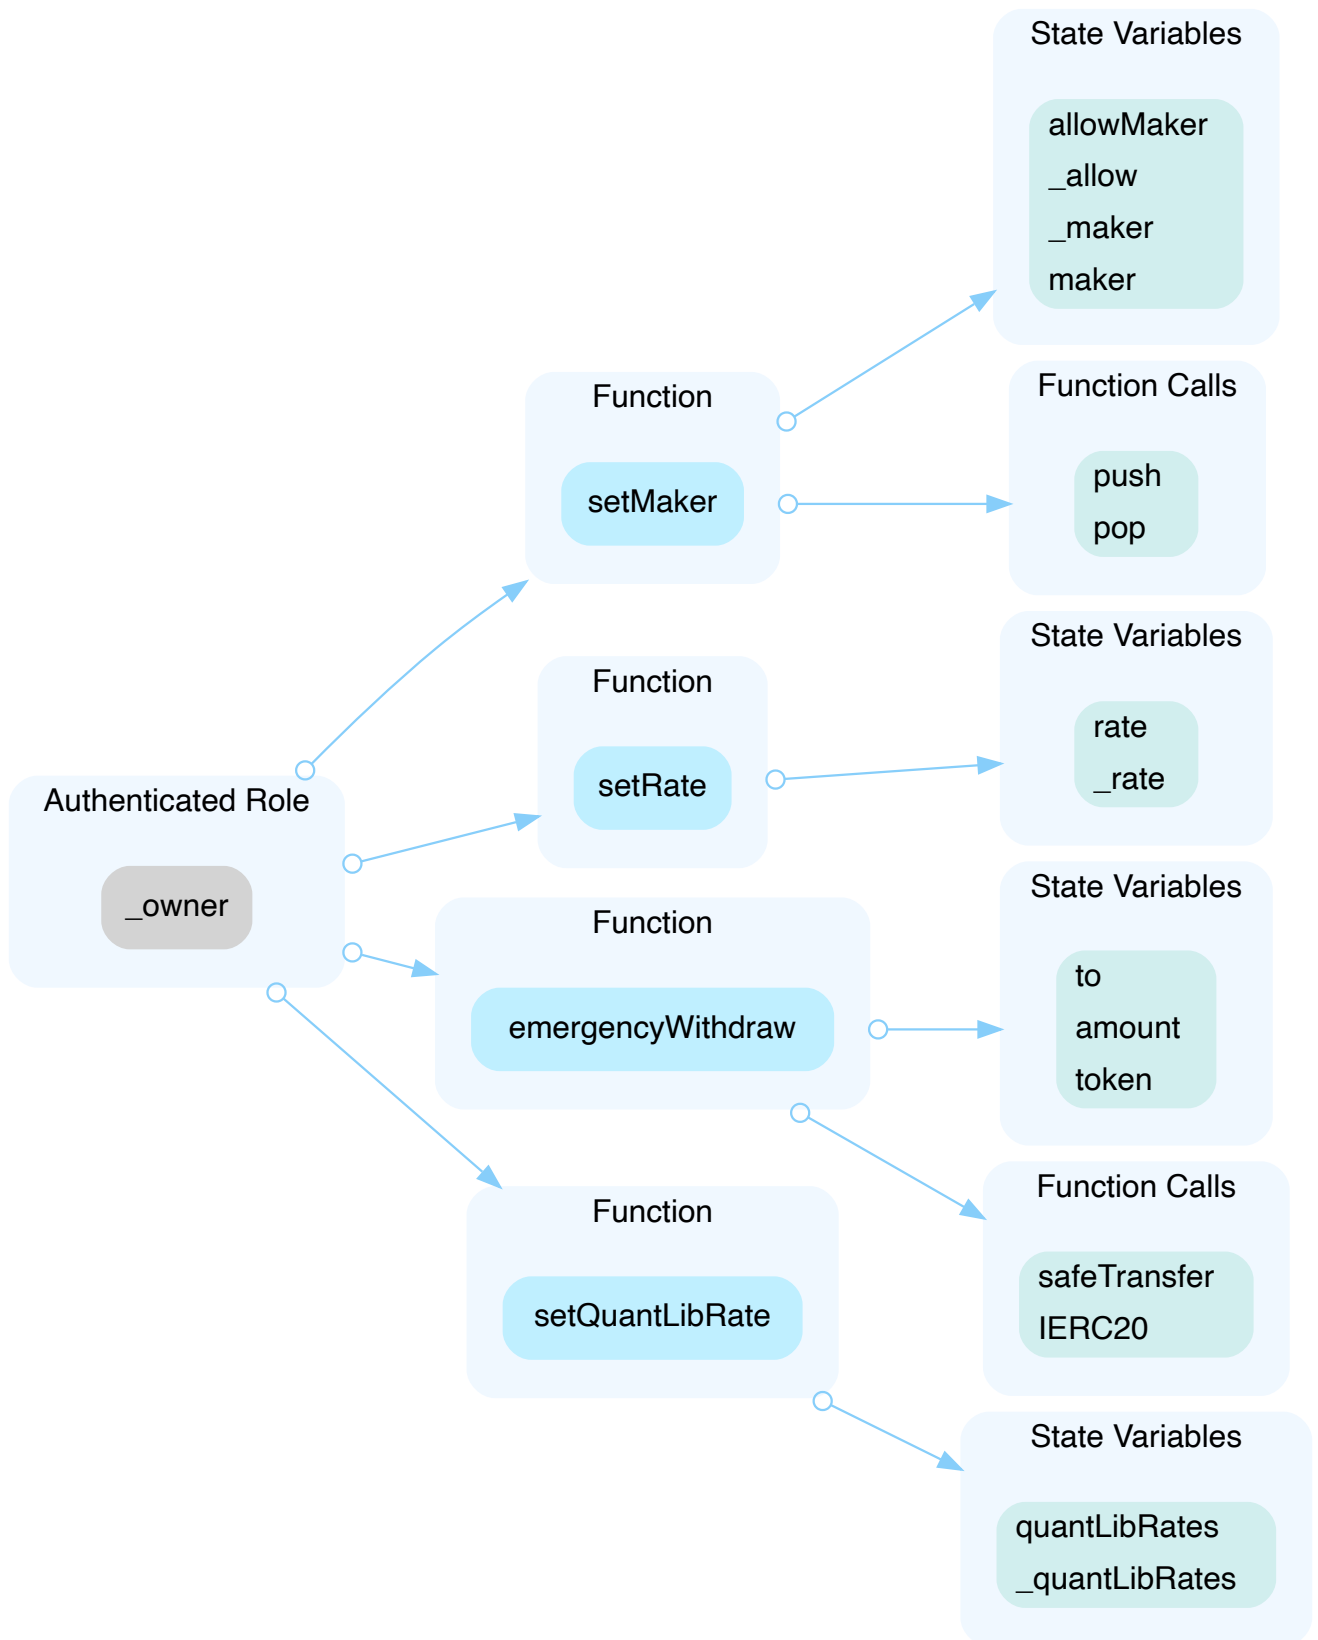 Authenticated Role
_owner
Function
setMaker
Function
setRate
Function
emergencyWithdraw
Function
setQuantLibRate
State Variables
allowMaker
_allow
_maker
maker
Function Calls
push
pop
State Variables
rate
_rate
State Variables
to
amount
token
Function Calls
safeTransfer
IERC20
State Variables
quantLibRates
_quantLibRates